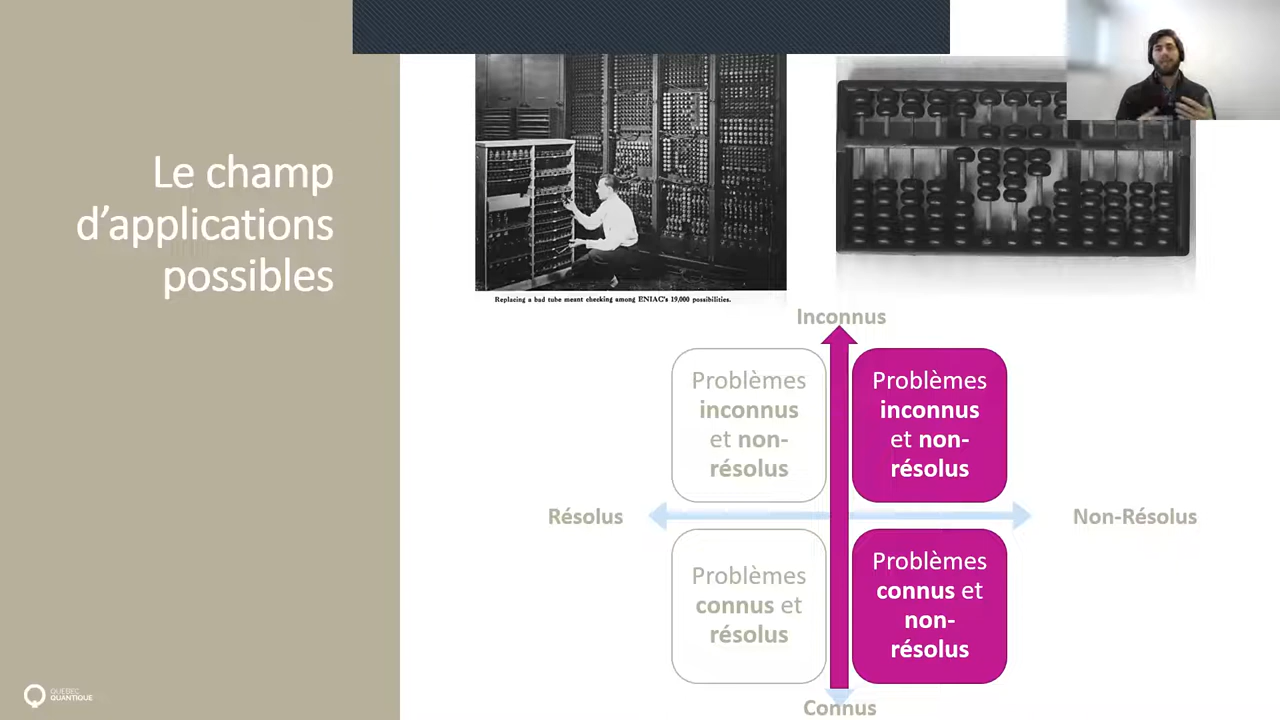 Le champ
d'applications
possibles
Replacing a bad tube meant checking among ENIAC's 19,000 possibilities.
Inconnus
Problèmes
inconnus
et non-
résolus
Problèmes
inconnus
et non-
résolus
Résolus
Non-Résolus
Problèmes
connus et
résolus
Problèmes
connus et
non-
résolus
Connus
QUÉBEC
QUANTIQUE